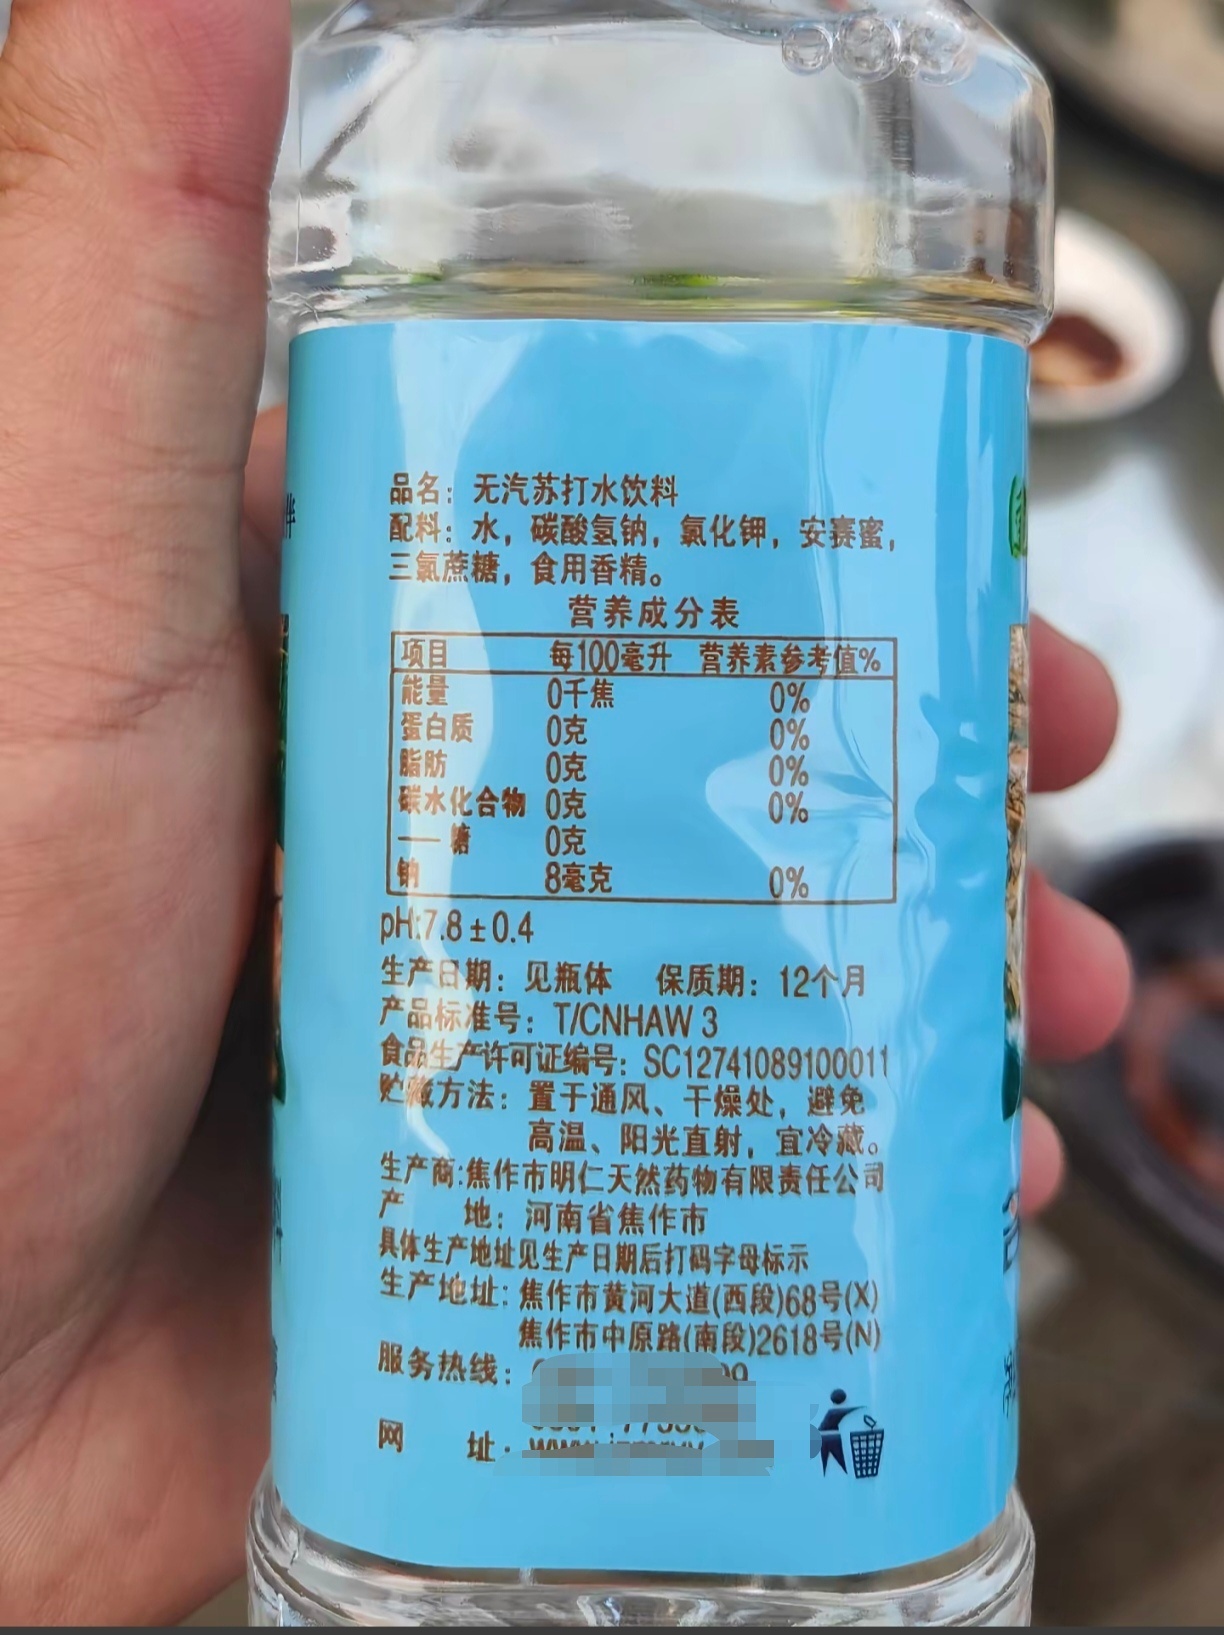 品名：无汽苏打水饮料
配料：水，碳酸氢钠，氯化钾，安赛蜜，
三氯蔗糖，食用香精。
营养成分表
项目 每100毫升 营养素参考值%
能量 0千焦 0%
蛋白质 0克 0%
脂肪 0克 0%
碳水化合物 0克 0%
—糖 0克
钠 8毫克 0%
pH:7.8±0.4
生产日期：见瓶体 保质期：12个月
产品标准号：T/CNHAW 3
食品生产许可证编号：SC12741089100011
贮藏方法：置于通风、干燥处，避免
高温、阳光直射，宜冷藏。
生产商:焦作市明仁天然药物有限责任公司
产 地：河南省焦作市
具体生产地址见生产日期后打码字母标示
生产地址：焦作市黄河大道(西段)68号(X)
焦作市中原路(南段)2618号(N)
服务热线：
网 址：